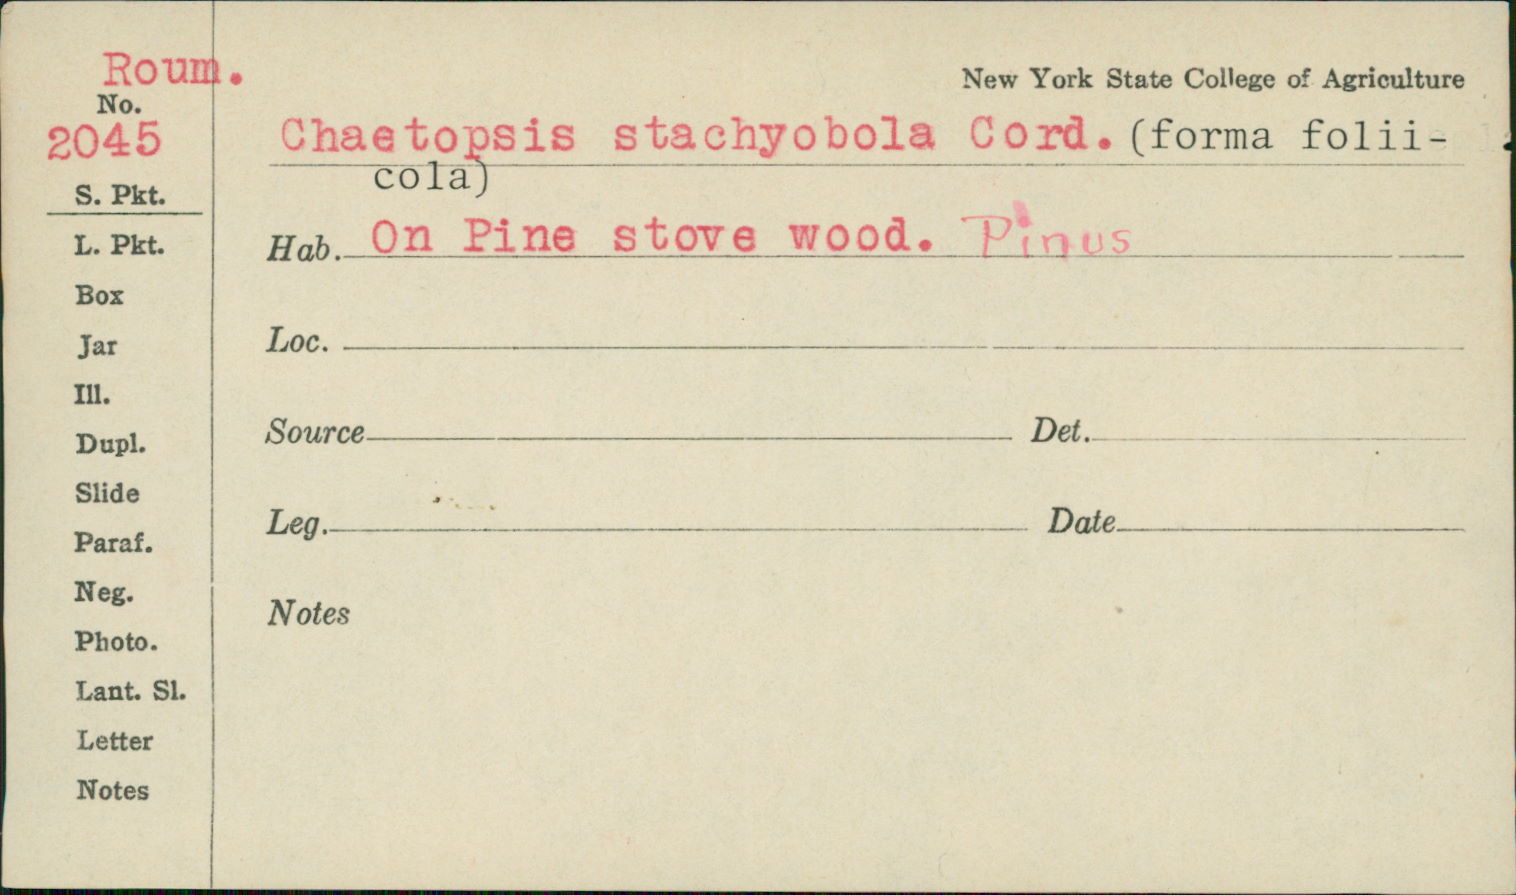 Roum.
New York State College of Agriculture
No.
2045
Chaetopsis stachyobola Cord. (forma folii-
cola)
S. Pkt.
Hab. On Pine stove wood. Pinus
L. Pkt.
Box
Loc.
Jar
Ill.
Source Det.
Dupl.
Slide
Leg. Date
Paraf.
Neg.
Notes
Photo.
Lant. Sl.
Letter
Notes